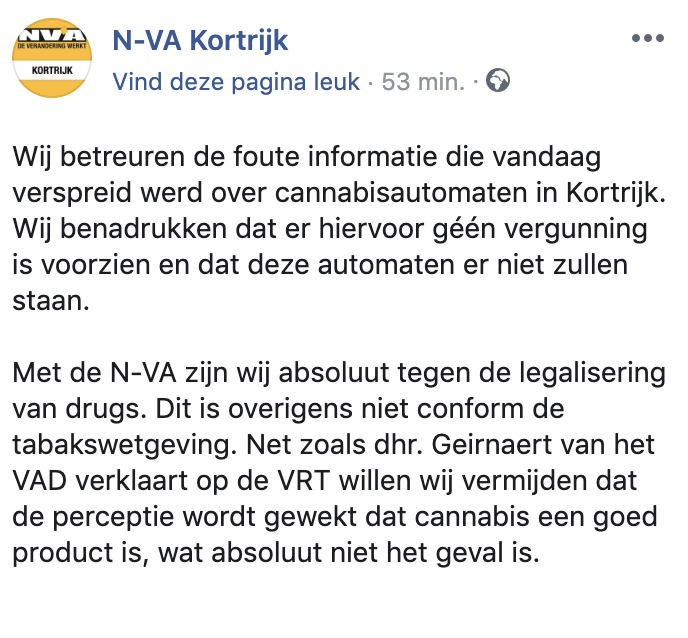 N-VA
DE VERANDERING WERKT
KORTRIJK
N-VA Kortrijk
Vind deze pagina leuk · 53 min. ·
Wij betreuren de foute informatie die vandaag
verspreid werd over cannabisautomaten in Kortrijk.
Wij benadrukken dat er hiervoor géén vergunning
is voorzien en dat deze automaten er niet zullen
staan.
Met de N-VA zijn wij absoluut tegen de legalisering
van drugs. Dit is overigens niet conform de
tabakswetgeving. Net zoals dhr. Geirnaert van het
VAD verklaart op de VRT willen wij vermijden dat
de perceptie wordt gewekt dat cannabis een goed
product is, wat absoluut niet het geval is.